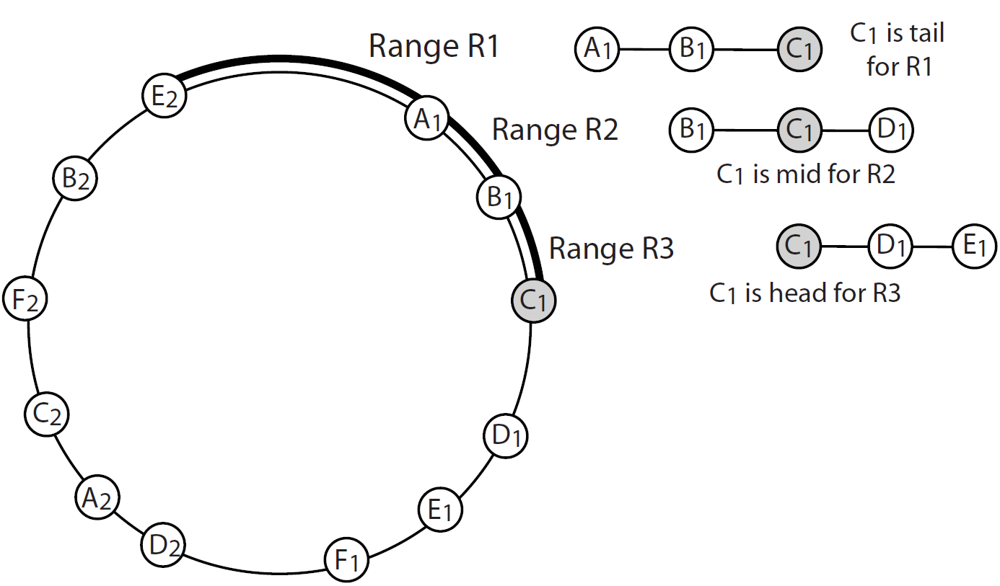 Range R1
A1
B1
C1
C1 is tail
for R1
E2
A1
Range R2
B1
C1
D1
C1 is mid for R2
B2
B1
Range R3
C1
D1
E1
C1 is head for R3
F2
C1
C2
D1
A2
E1
D2
F1